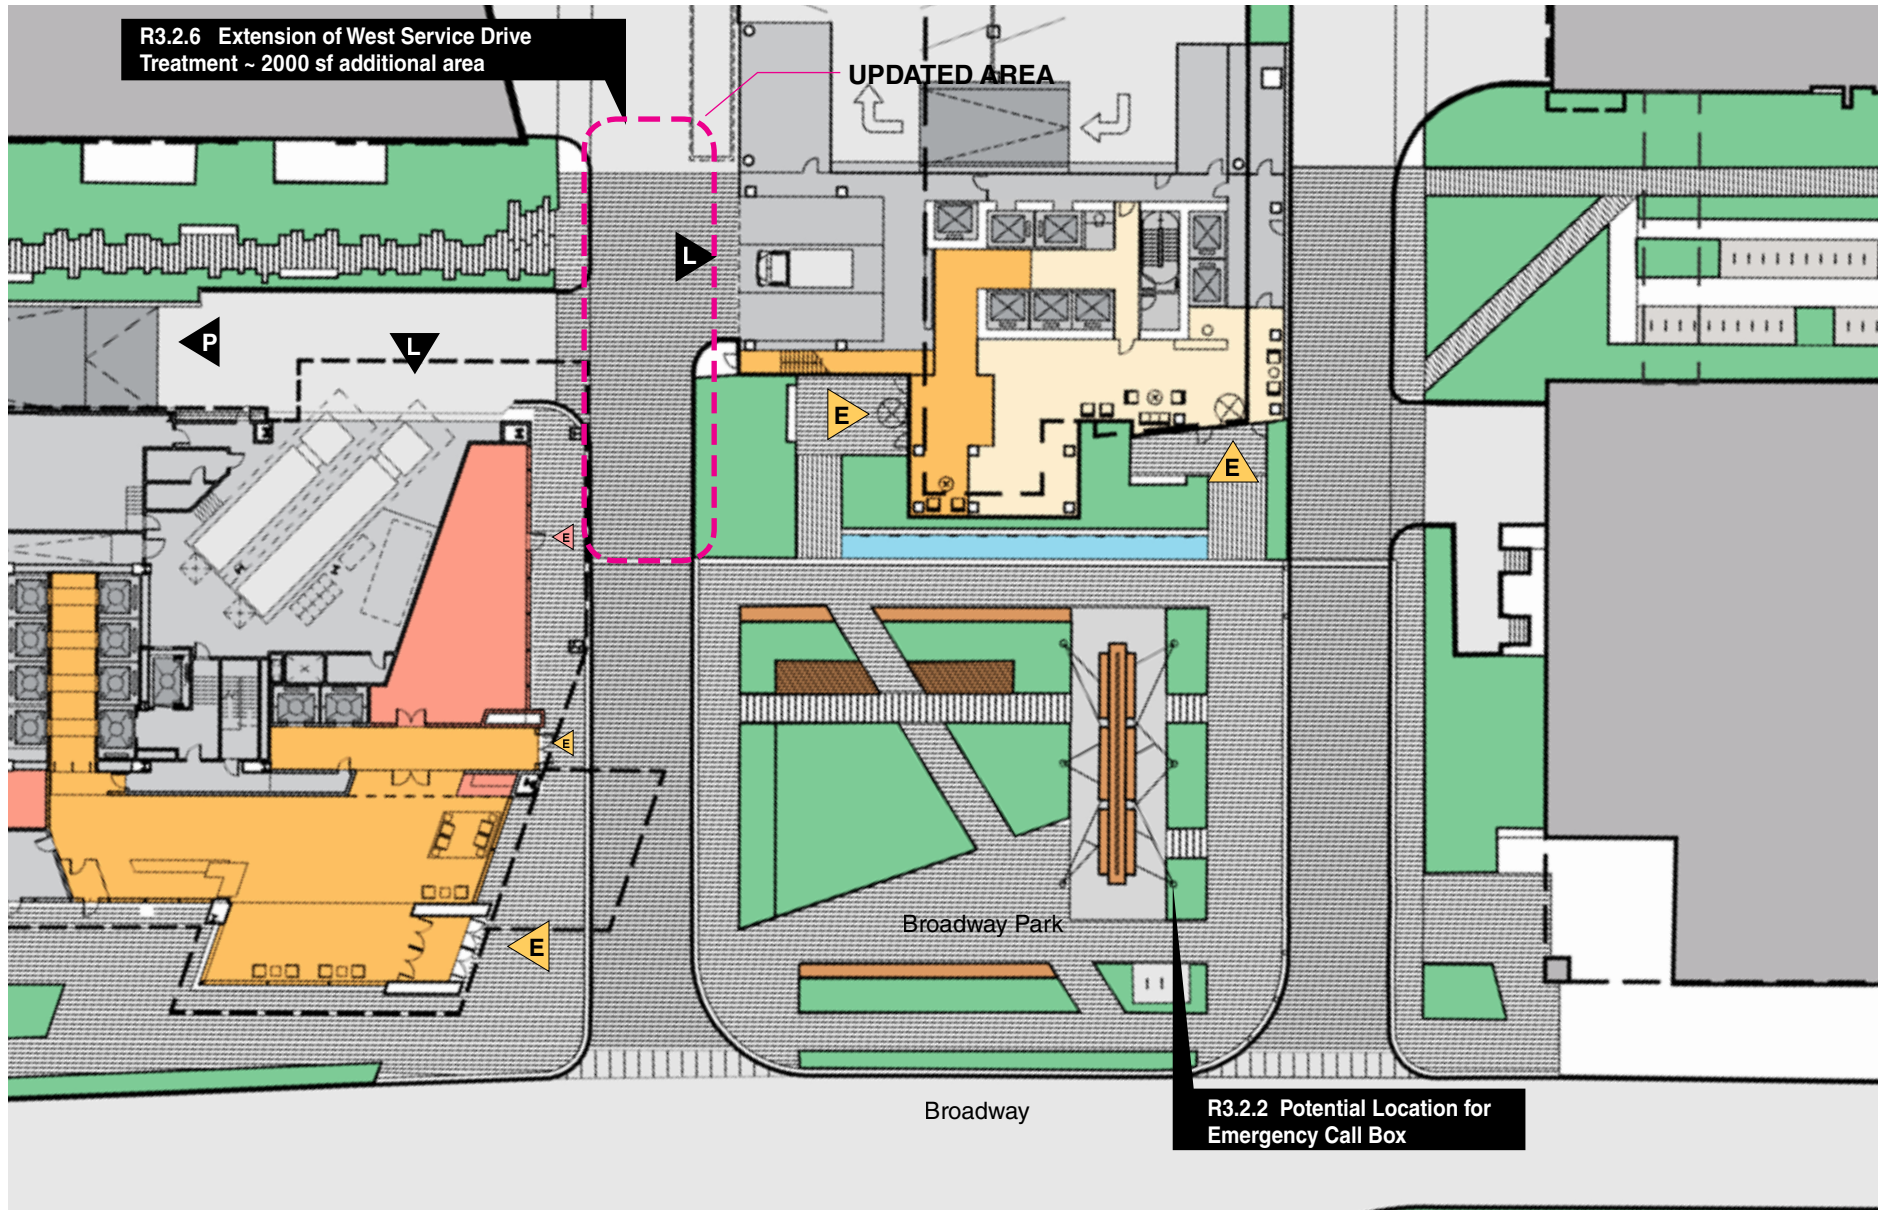 R3.2.6 Extension of West Service Drive
Treatment ~ 2000 sf additional area
UPDATED AREA
L
P
L
E
E
E
E
E
Broadway Park
Broadway
R3.2.2 Potential Location for
Emergency Call Box